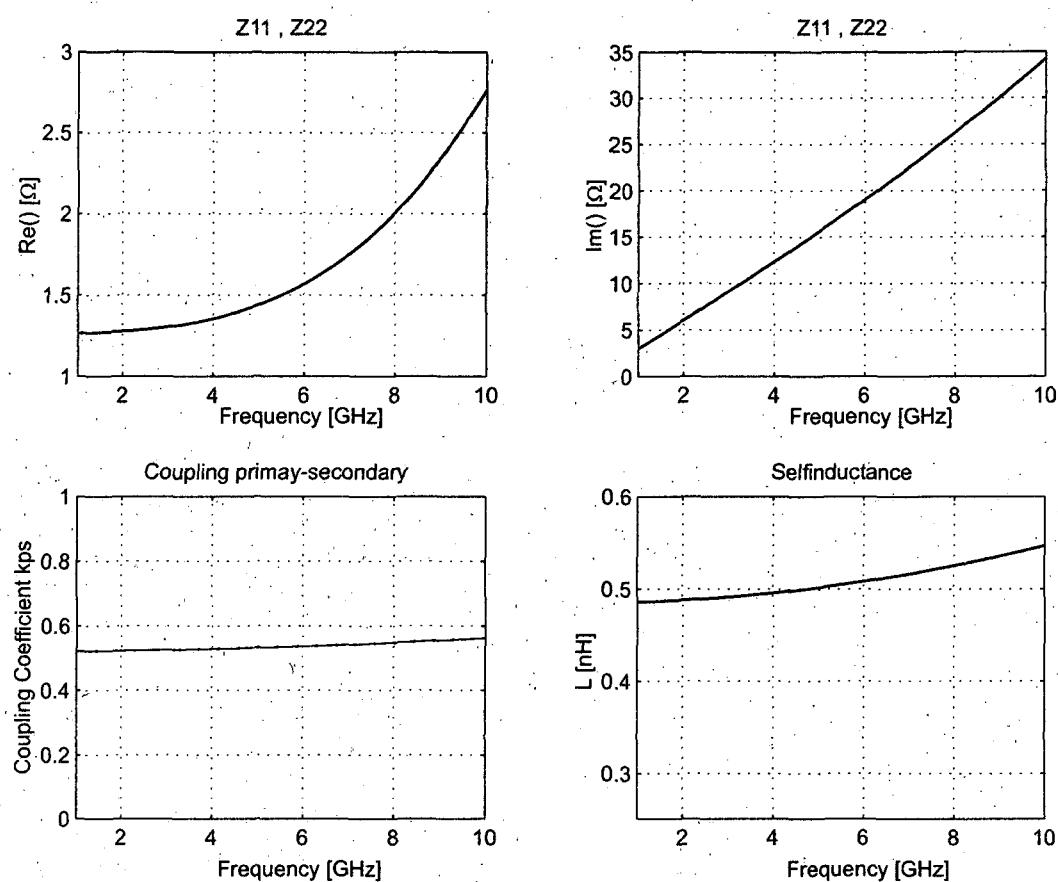 Z11 , Z22
3
2.5
2
1.5
1
Re() [Ω]
2 4 6 8 10
Frequency [GHz]
Z11 , Z22
35
30
25
20
15
10
5
0
Im() [Ω]
2 4 6 8 10
Frequency [GHz]
Coupling primay-secondary
1
0.8
0.6
0.4
0.2
0
Coupling Coefficient kps
2 4 6 8 10
Frequency [GHz]
Selfinductance
0.6
0.5
0.4
0.3
L [nH]
2 4 6 8 10
Frequency [GHz]